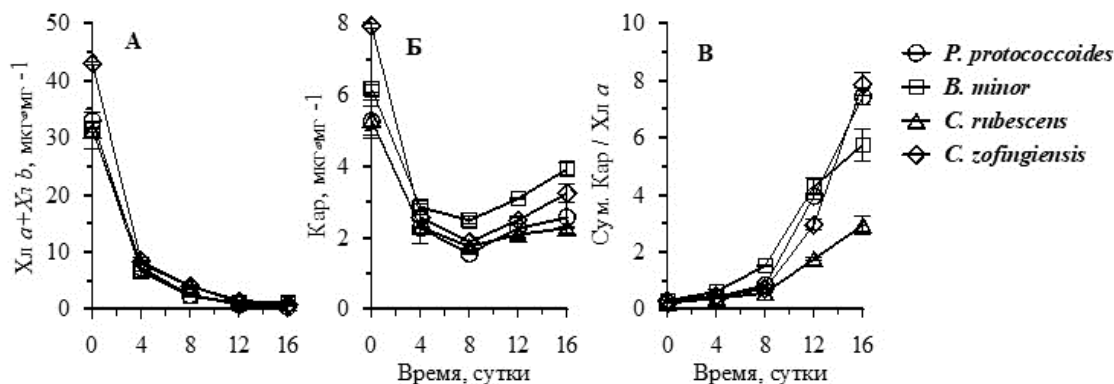 Хл a+Хл b, мкг•мг -1
50
40
30
20
10
0
А
0 4 8 12 16
Кар, мкг•мг -1
8
6
4
2
0
Б
0 4 8 12 16
Время, сутки
Сум. Кар / Хл a
10
8
6
4
2
0
В
0 4 8 12 16
Время, сутки
P. protococcoides
B. minor
C. rubescens
C. zofingiensis